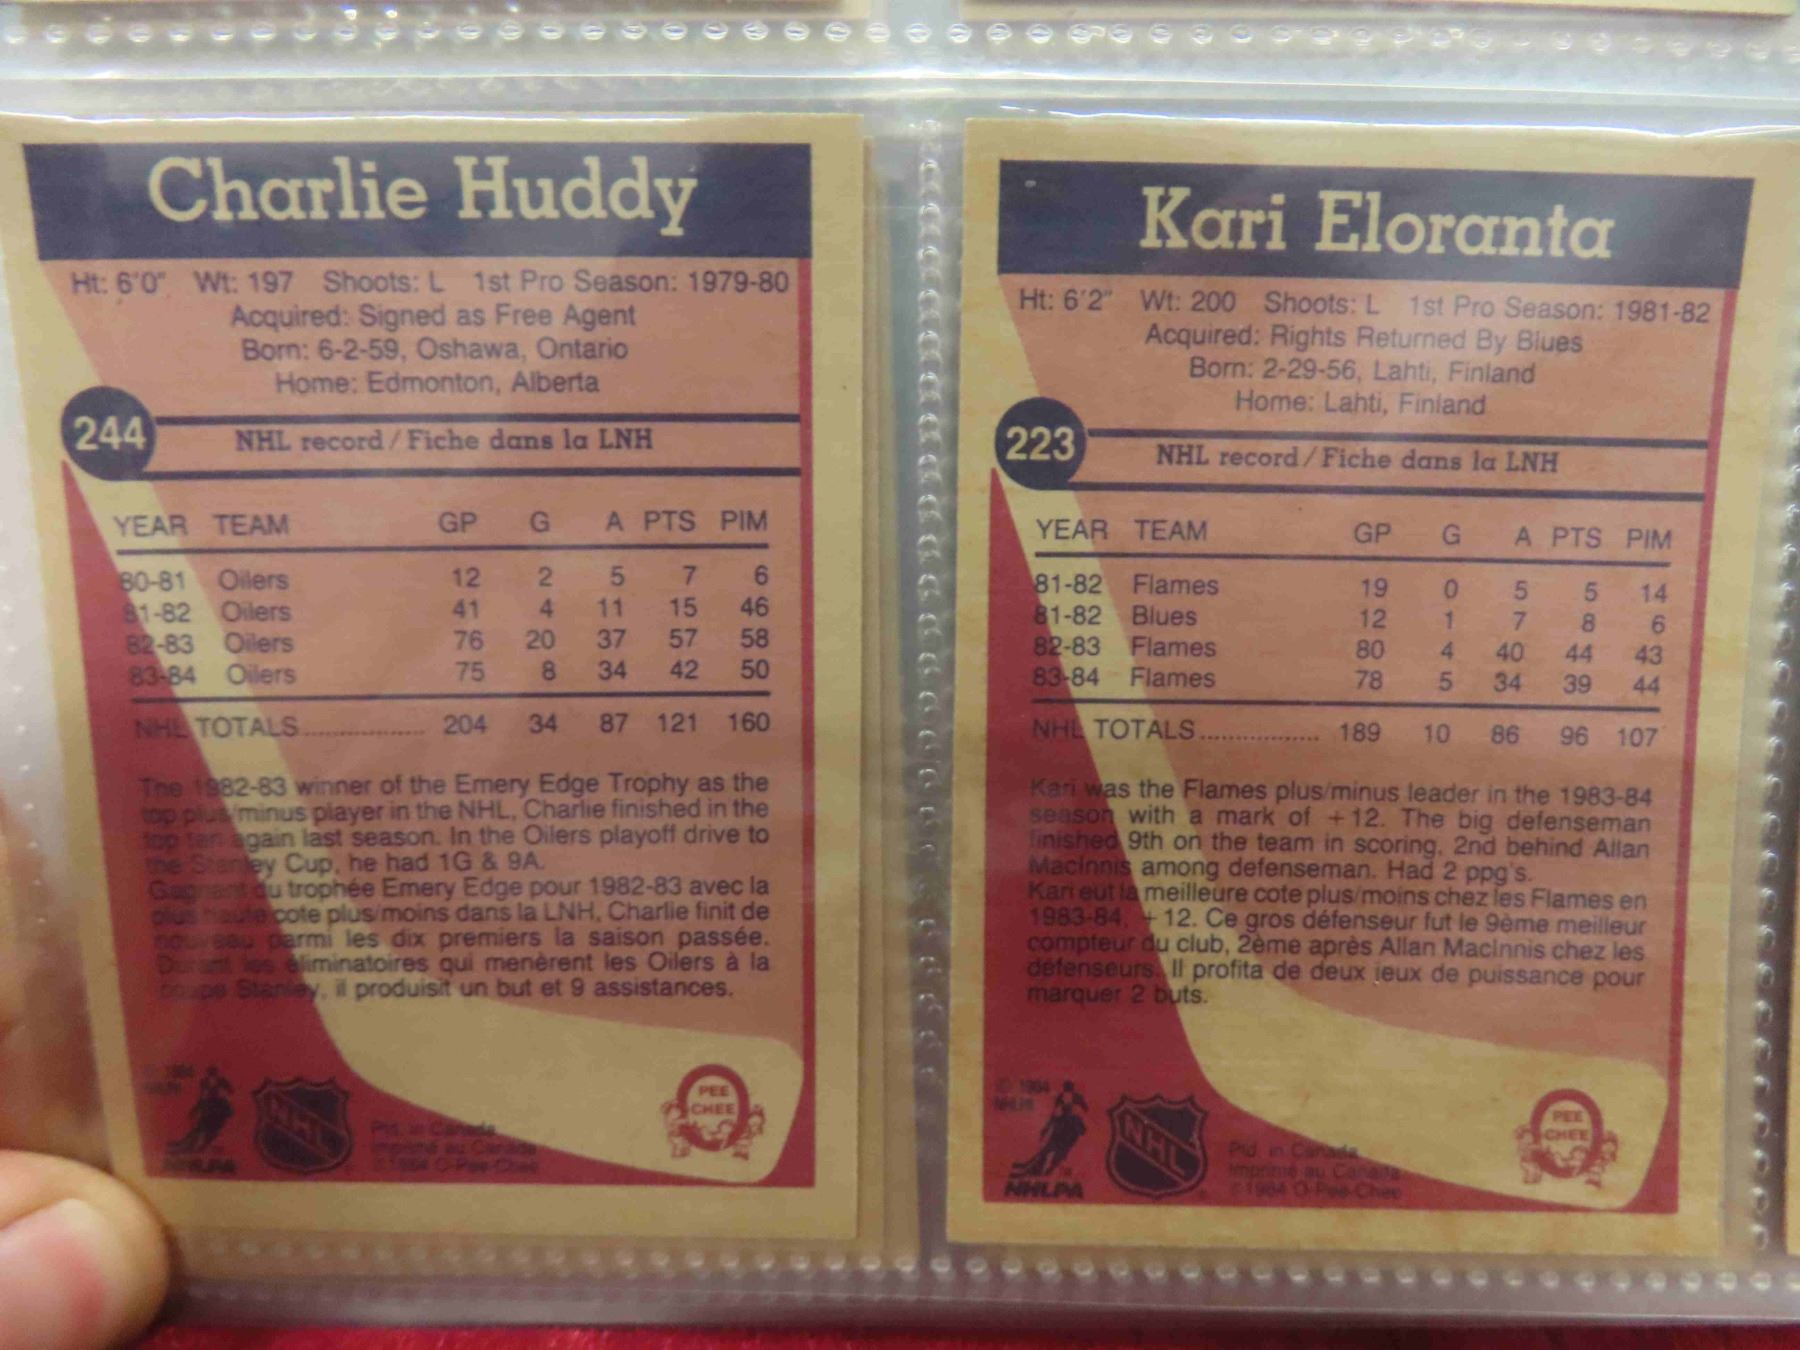 Charlie Huddy
Ht: 6'0" Wt: 197 Shoots: L 1st Pro Season: 1979-80
Acquired: Signed as Free Agent
Born: 6-2-59, Oshawa, Ontario
Home: Edmonton, Alberta
244
NHL record / Fiche dans la LNH
YEAR TEAM GP G A PTS PIM
80-81 Oilers 12 2 5 7 6
81-82 Oilers 41 4 11 15 46
82-83 Oilers 76 20 37 57 58
83-84 Oilers 75 8 34 42 50
NHL TOTALS................ 204 34 87 121 160
The 1982-83 winner of the Emery Edge Trophy as the
top plus/minus player in the NHL, Charlie finished in the
top ten again last season. In the Oilers playoff drive to
the Stanley Cup, he had 1G & 9A.
Gagnant du trophée Emery Edge pour 1982-83 avec la
plus haute cote plus/moins dans la LNH, Charlie finit de
nouveau parmi les dix premiers la saison passée.
Durant les éliminatoires qui menèrent les Oilers à la
coupe Stanley, il produisit un but et 9 assistances.
© 1984
NHLPA
NHL
Ptd. in Canada
Imprimé au Canada
© 1984 O-Pee-Chee
PEE
CHEE
Kari Eloranta
Ht: 6'2" Wt: 200 Shoots: L 1st Pro Season: 1981-82
Acquired: Rights Returned By Blues
Born: 2-29-56, Lahti, Finland
Home: Lahti, Finland
223
NHL record / Fiche dans la LNH
YEAR TEAM GP G A PTS PIM
81-82 Flames 19 0 5 5 14
81-82 Blues 12 1 7 8 6
82-83 Flames 80 4 40 44 43
83-84 Flames 78 5 34 39 44
NHL TOTALS................ 189 10 86 96 107
Kari was the Flames plus/minus leader in the 1983-84
season with a mark of +12. The big defenseman
finished 9th on the team in scoring, 2nd behind Allan
MacInnis among defenseman. Had 2 ppg's.
Kari eut la meilleure cote plus/moins chez les Flames en
1983-84, +12. Ce gros défenseur fut le 9ème meilleur
compteur du club, 2ème après Allan MacInnis chez les
défenseurs. Il profita de deux jeux de puissance pour
marquer 2 buts.
© 1984
NHLPA
NHL
Ptd. in Canada
Imprimé au Canada
© 1984 O-Pee-Chee
PEE
CHEE